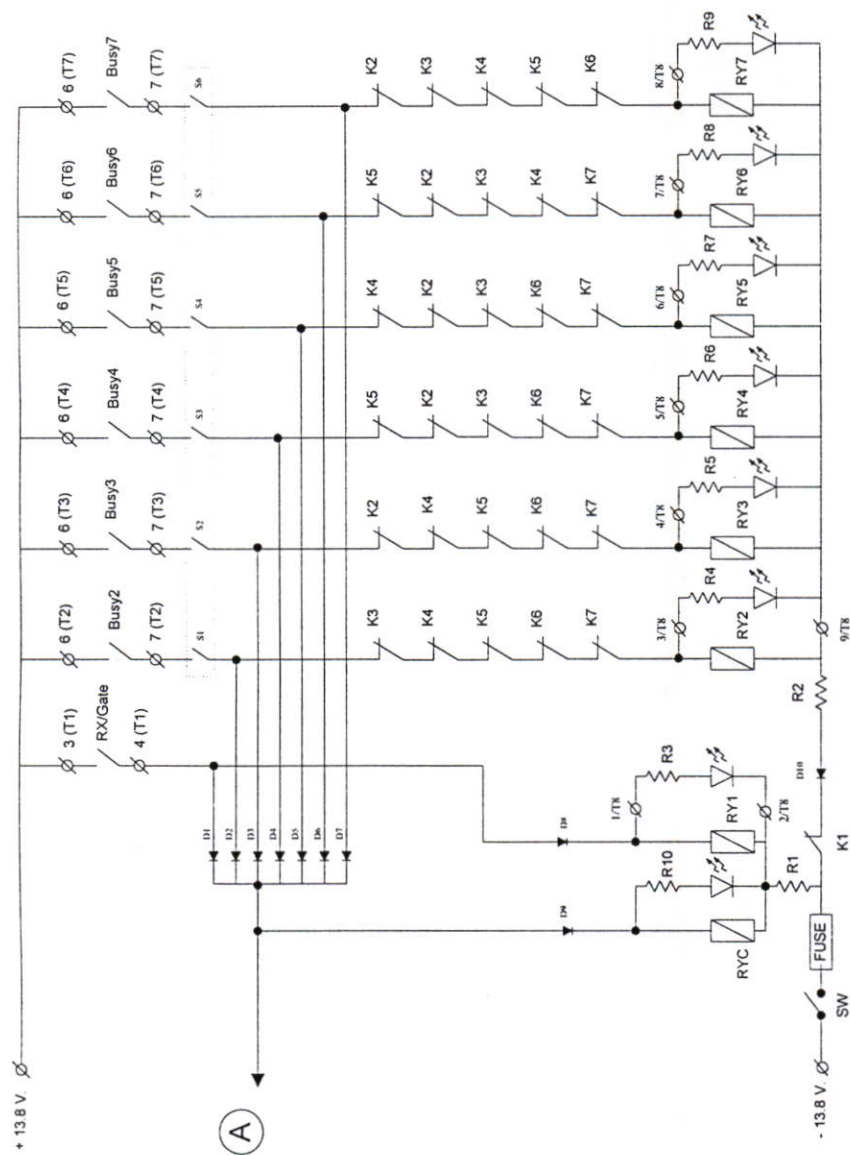 + 13.8 V.
3 (T1) 6 (T2) 6 (T3) 6 (T4) 6 (T5) 6 (T6) 6 (T7)
RX/Gate Busy2 Busy3 Busy4 Busy5 Busy6 Busy7
4 (T1) 7 (T2) 7 (T3) 7 (T4) 7 (T5) 7 (T6) 7 (T7)
S1 S2 S3 S4 S5 S6
D1
D2
A D3
D4
D5
D6
D7
K3 K2 K5 K4 K5 K2
K4 K4 K2 K2 K2 K3
K5 K5 K3 K3 K3 K4
K6 K6 K6 K6 K4 K5
K7 K7 K7 K7 K7 K6
D9 D8
1/T8 3/T8 4/T8 5/T8 6/T8 7/T8 8/T8
R10 R3 R4 R5 R6 R7 R8 R9
RYC RY1 RY2 RY3 RY4 RY5 RY6 RY7
2/T8
R1 D10 R2
- 13.8 V. FUSE
SW K1 9/T8